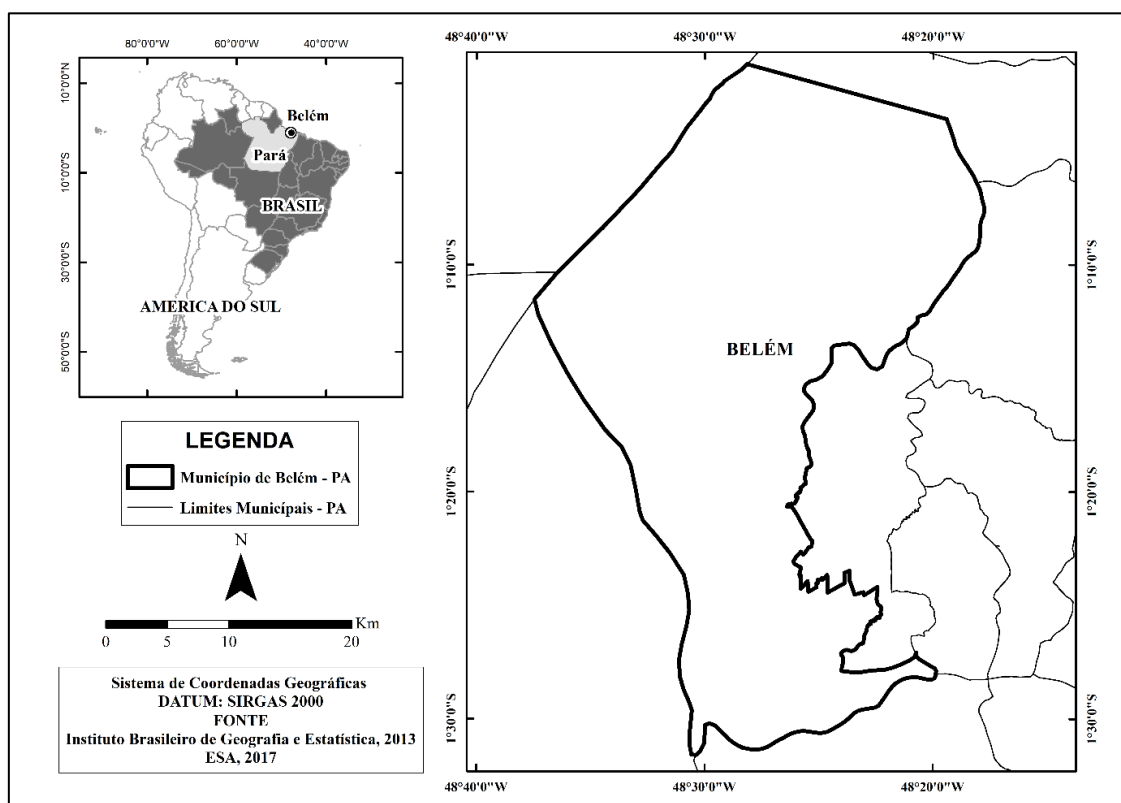 80°0'0"W 60°0'0"W 40°0'0"W
10°0'0"N
10°0'0"S
30°0'0"S
50°0'0"S
Belém
Pará
BRASIL
AMERICA DO SUL
LEGENDA
Município de Belém - PA
Limites Municípais - PA
N
Km
0 5 10 20
Sistema de Coordenadas Geográficas
DATUM: SIRGAS 2000
FONTE
Instituto Brasileiro de Geografia e Estatística, 2013
ESA, 2017
48°40'0"W 48°30'0"W 48°20'0"W
1°10'0"S 1°10'0"S
BELÉM
1°20'0"S 1°20'0"S
1°30'0"S 1°30'0"S
48°40'0"W 48°30'0"W 48°20'0"W